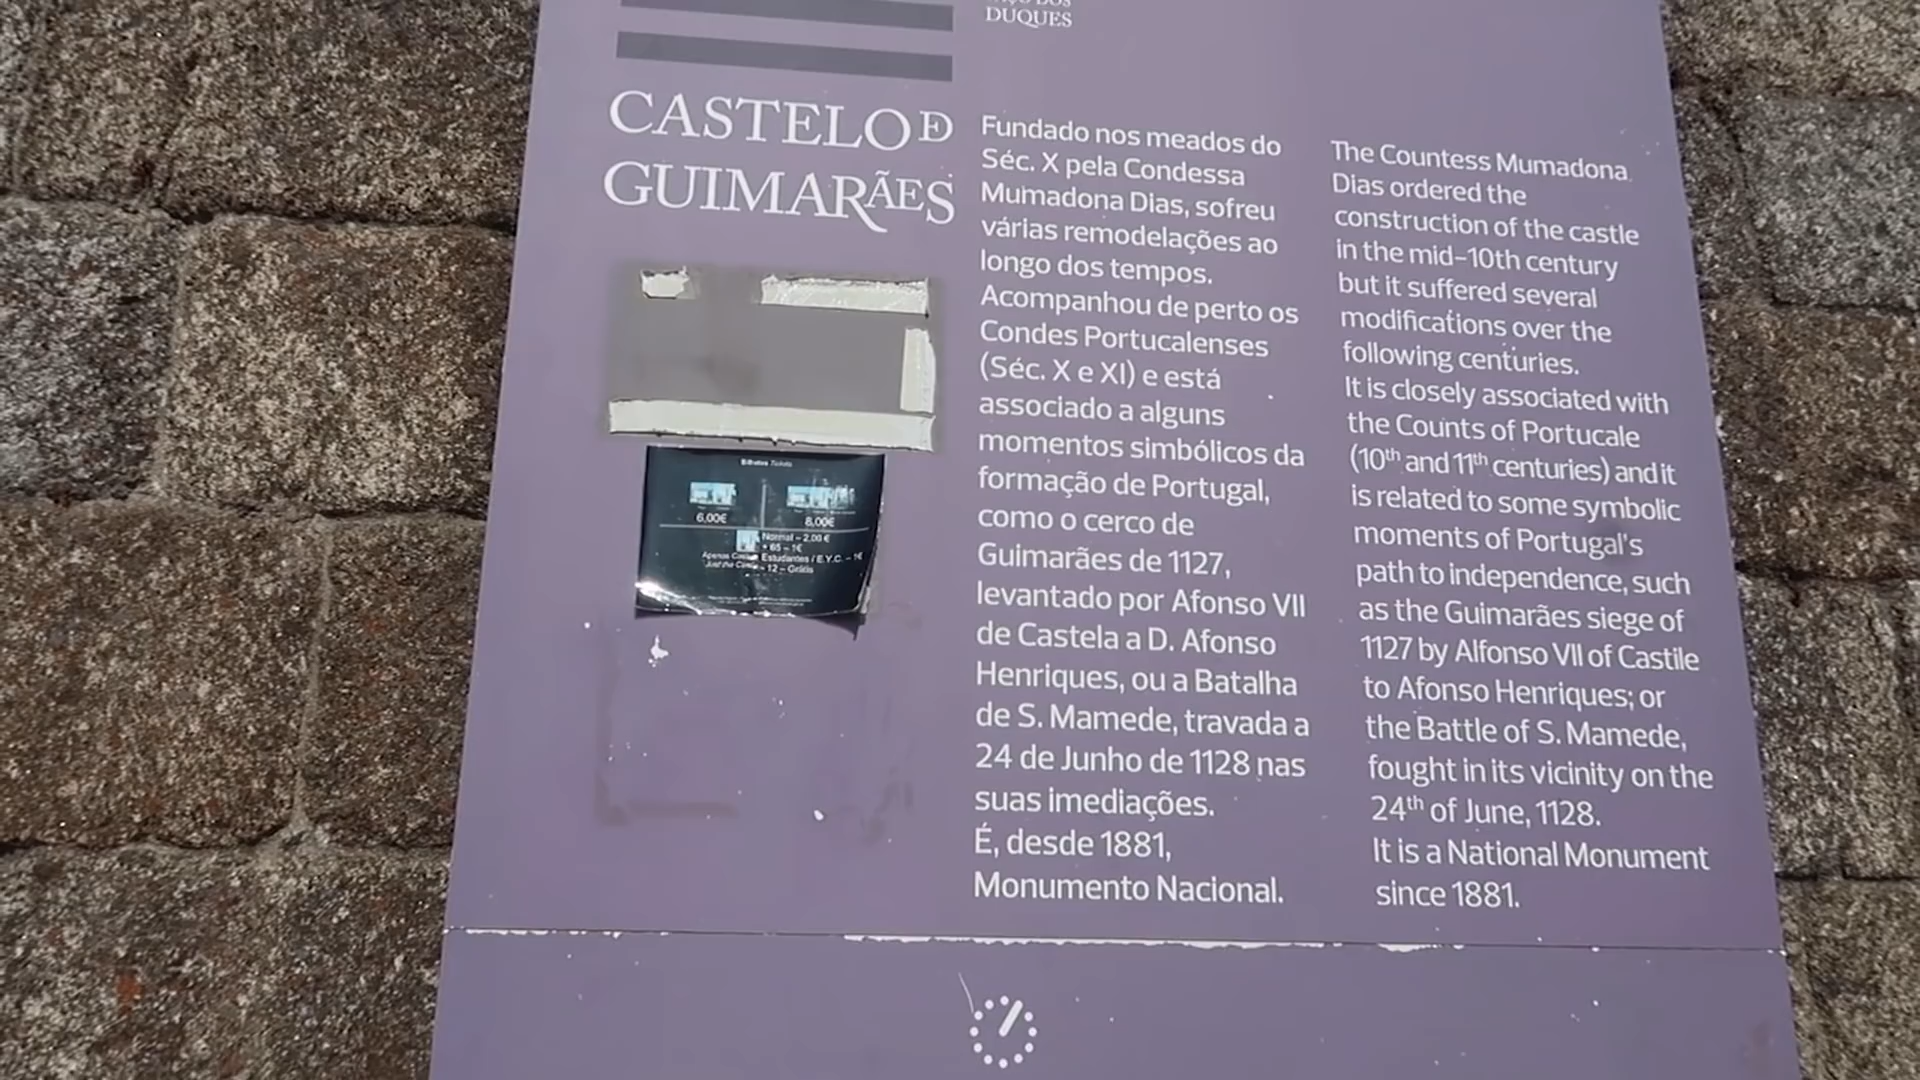 DUQUES
CASTELO DE
GUIMARÃES
Bilhetes Tickets
6,00€
8,00€
Normal – 2,00 €
+ 65 – 1€
Estudantes / E.Y.C. – 1€
Just the Castle
- 12 – Grátis
Fundado nos meados do
Séc. X pela Condessa
Mumadona Dias, sofreu
várias remodelações ao
longo dos tempos.
Acompanhou de perto os
Condes Portucalenses
(Séc. X e XI) e está
associado a alguns
momentos simbólicos da
formação de Portugal,
como o cerco de
Guimarães de 1127,
levantado por Afonso VII
de Castela a D. Afonso
Henriques, ou a Batalha
de S. Mamede, travada a
24 de Junho de 1128 nas
suas imediações.
É, desde 1881,
Monumento Nacional.
The Countess Mumadona
Dias ordered the
construction of the castle
in the mid-10th century
but it suffered several
modifications over the
following centuries.
It is closely associated with
the Counts of Portucale
(10th and 11th centuries) and it
is related to some symbolic
moments of Portugal's
path to independence, such
as the Guimarães siege of
1127 by Alfonso VII of Castile
to Afonso Henriques; or
the Battle of S. Mamede,
fought in its vicinity on the
24th of June, 1128.
It is a National Monument
since 1881.